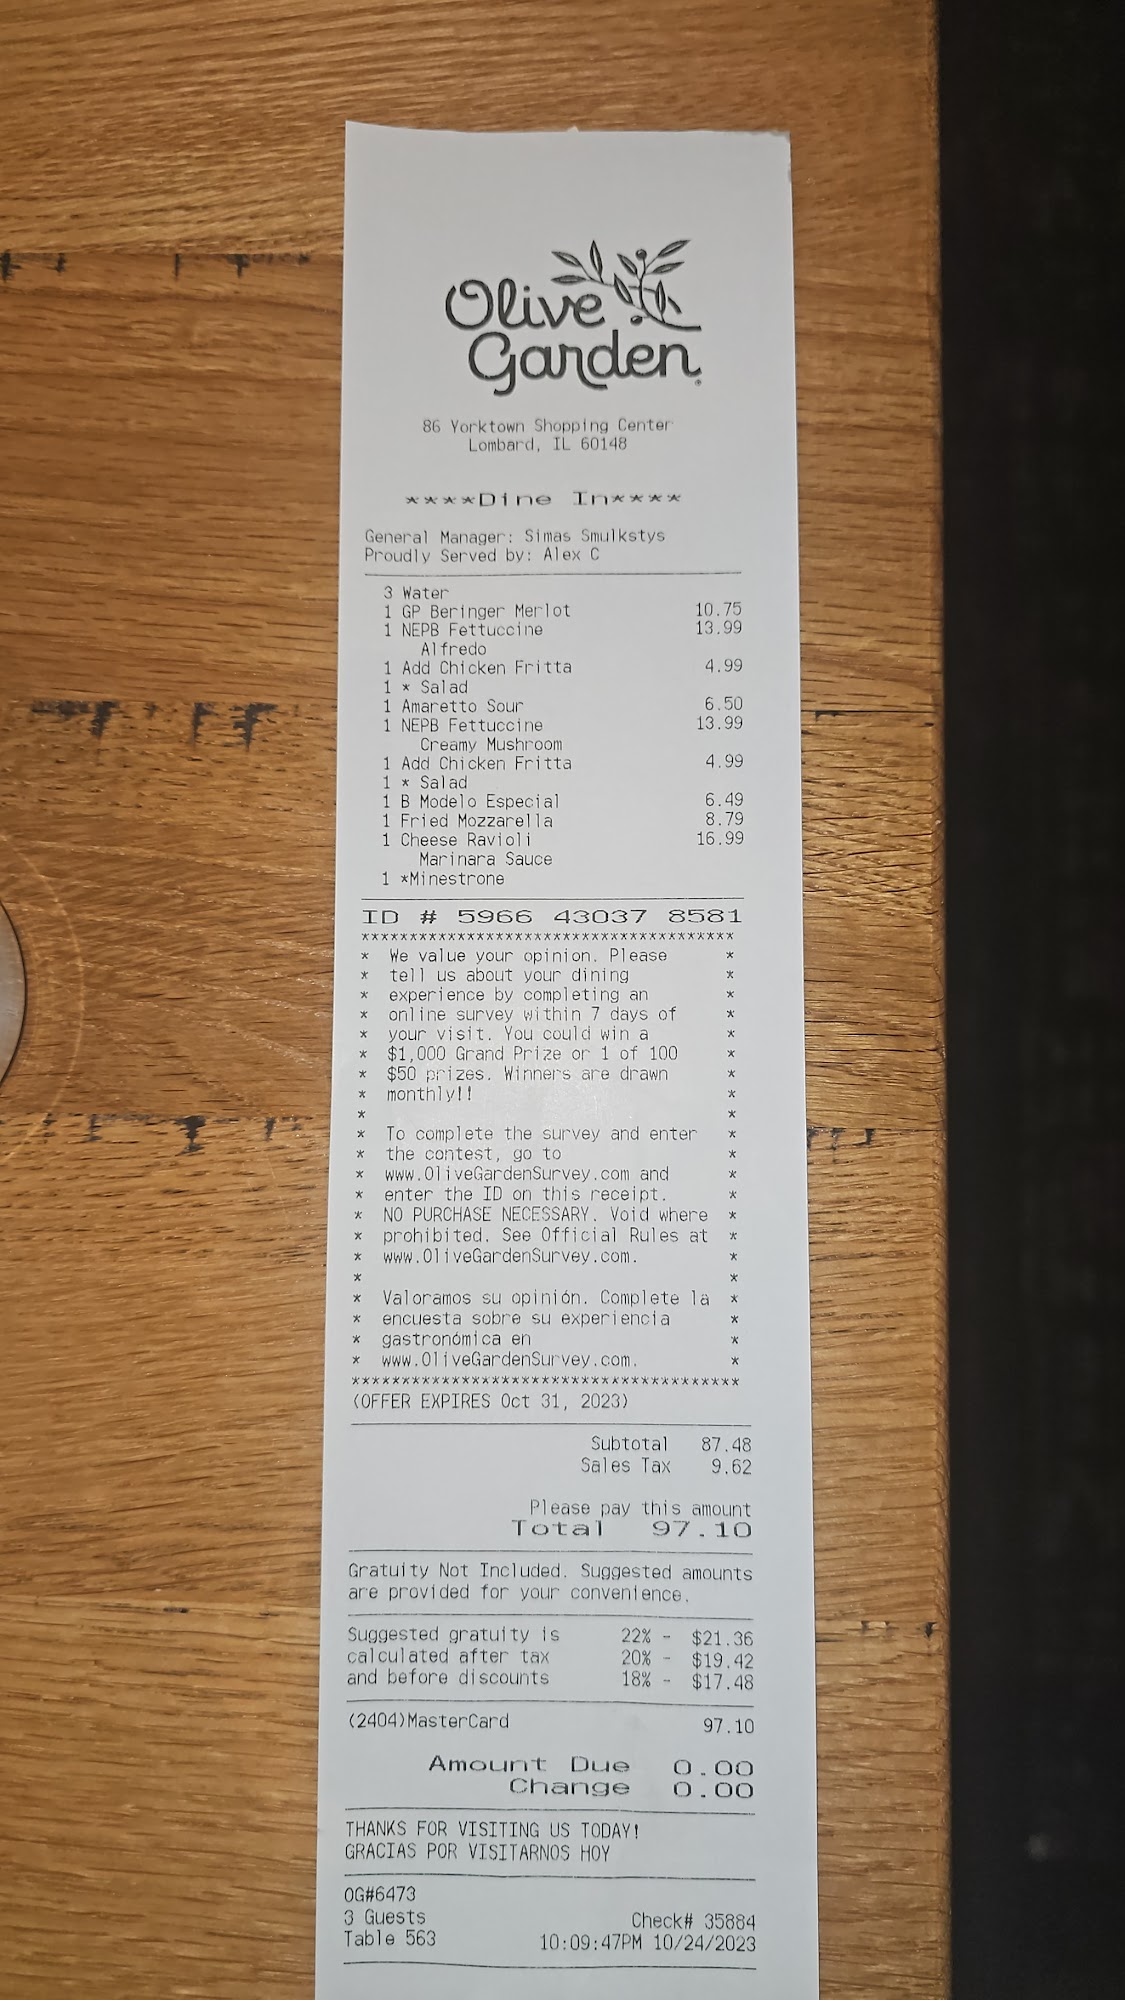 Olive
Garden
86 Yorktown Shopping Center
Lombard, IL 60148
****Dine In****
General Manager: Simas Smulkstys
Proudly Served by: Alex C
3 Water
1 GP Beringer Merlot 10.75
1 NEPB Fettuccine 13.99
Alfredo
1 Add Chicken Fritta 4.99
1 * Salad
1 Amaretto Sour 6.50
1 NEPB Fettuccine 13.99
Creamy Mushroom
1 Add Chicken Fritta 4.99
1 * Salad
1 B Modelo Especial 6.49
1 Fried Mozzarella 8.79
1 Cheese Ravioli 16.99
Marinara Sauce
1 *Minestrone
ID # 5966 43037 8581
***************************************
* We value your opinion. Please *
* tell us about your dining *
* experience by completing an *
* online survey within 7 days of *
* your visit. You could win a *
* $1,000 Grand Prize or 1 of 100 *
* $50 prizes. Winners are drawn *
* monthly!! *
* *
* To complete the survey and enter *
* the contest, go to *
* www.OliveGardenSurvey.com and *
* enter the ID on this receipt. *
* NO PURCHASE NECESSARY. Void where *
* prohibited. See Official Rules at *
* www.OliveGardenSurvey.com. *
* *
* Valoramos su opinión. Complete la *
* encuesta sobre su experiencia *
* gastronómica en *
* www.OliveGardenSurvey.com. *
***************************************
(OFFER EXPIRES Oct 31, 2023)
Subtotal 87.48
Sales Tax 9.62
Please pay this amount
Total 97.10
Gratuity Not Included. Suggested amounts
are provided for your convenience.
Suggested gratuity is 22% - $21.36
calculated after tax 20% - $19.42
and before discounts 18% - $17.48
(2404)MasterCard 97.10
Amount Due 0.00
Change 0.00
THANKS FOR VISITING US TODAY!
GRACIAS POR VISITARNOS HOY
OG#6473
3 Guests Check# 35884
Table 563 10:09:47PM 10/24/2023